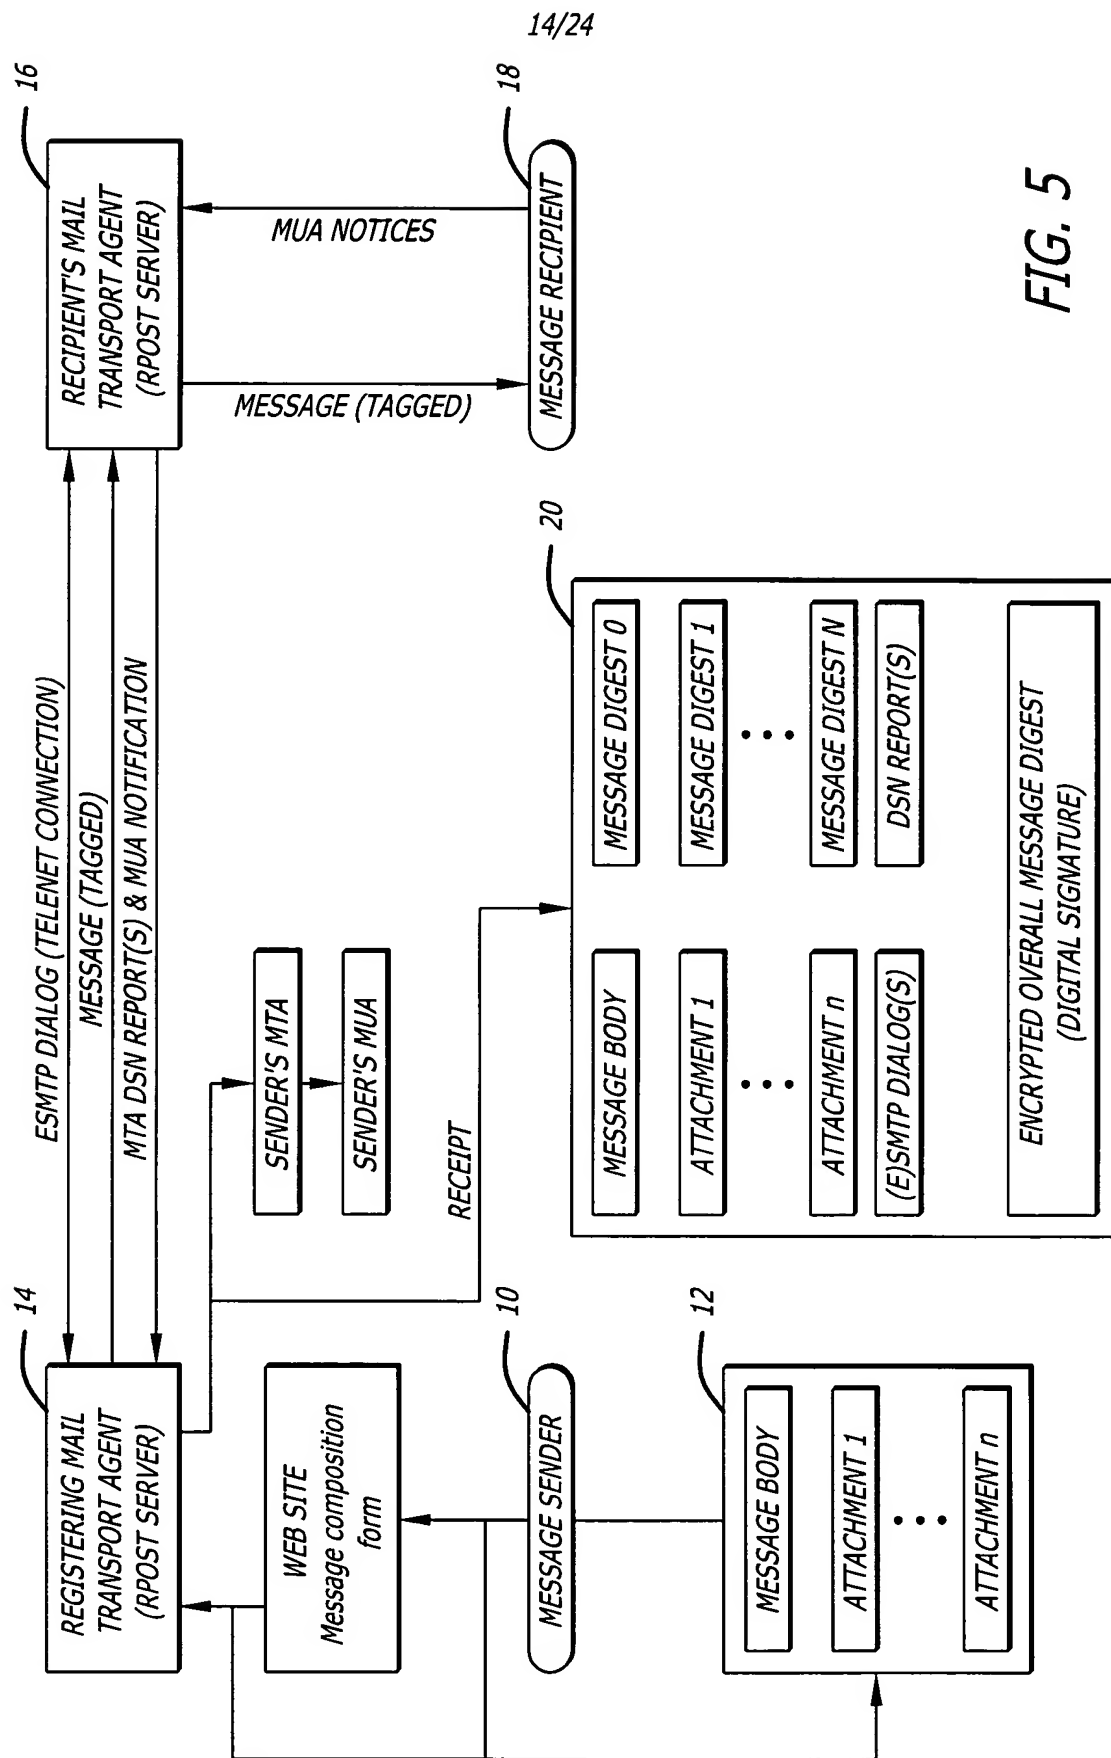 14/24
14
REGISTERING MAIL
TRANSPORT AGENT
(RPOST SERVER)
ESMTP DIALOG (TELENET CONNECTION)
MESSAGE (TAGGED)
MTA DSN REPORT(S) & MUA NOTIFICATION
16
RECIPIENT'S MAIL
TRANSPORT AGENT
(RPOST SERVER)
WEB SITE
Message composition
form
SENDER'S MTA
SENDER'S MUA
RECEIPT
MESSAGE (TAGGED)
MUA NOTICES
10
MESSAGE SENDER
18
MESSAGE RECIPIENT
12
MESSAGE BODY
ATTACHMENT 1
ATTACHMENT n
20
MESSAGE BODY
MESSAGE DIGEST 0
ATTACHMENT 1
MESSAGE DIGEST 1
ATTACHMENT n
MESSAGE DIGEST N
(E)SMTP DIALOG(S)
DSN REPORT(S)
ENCRYPTED OVERALL MESSAGE DIGEST
(DIGITAL SIGNATURE)
FIG. 5